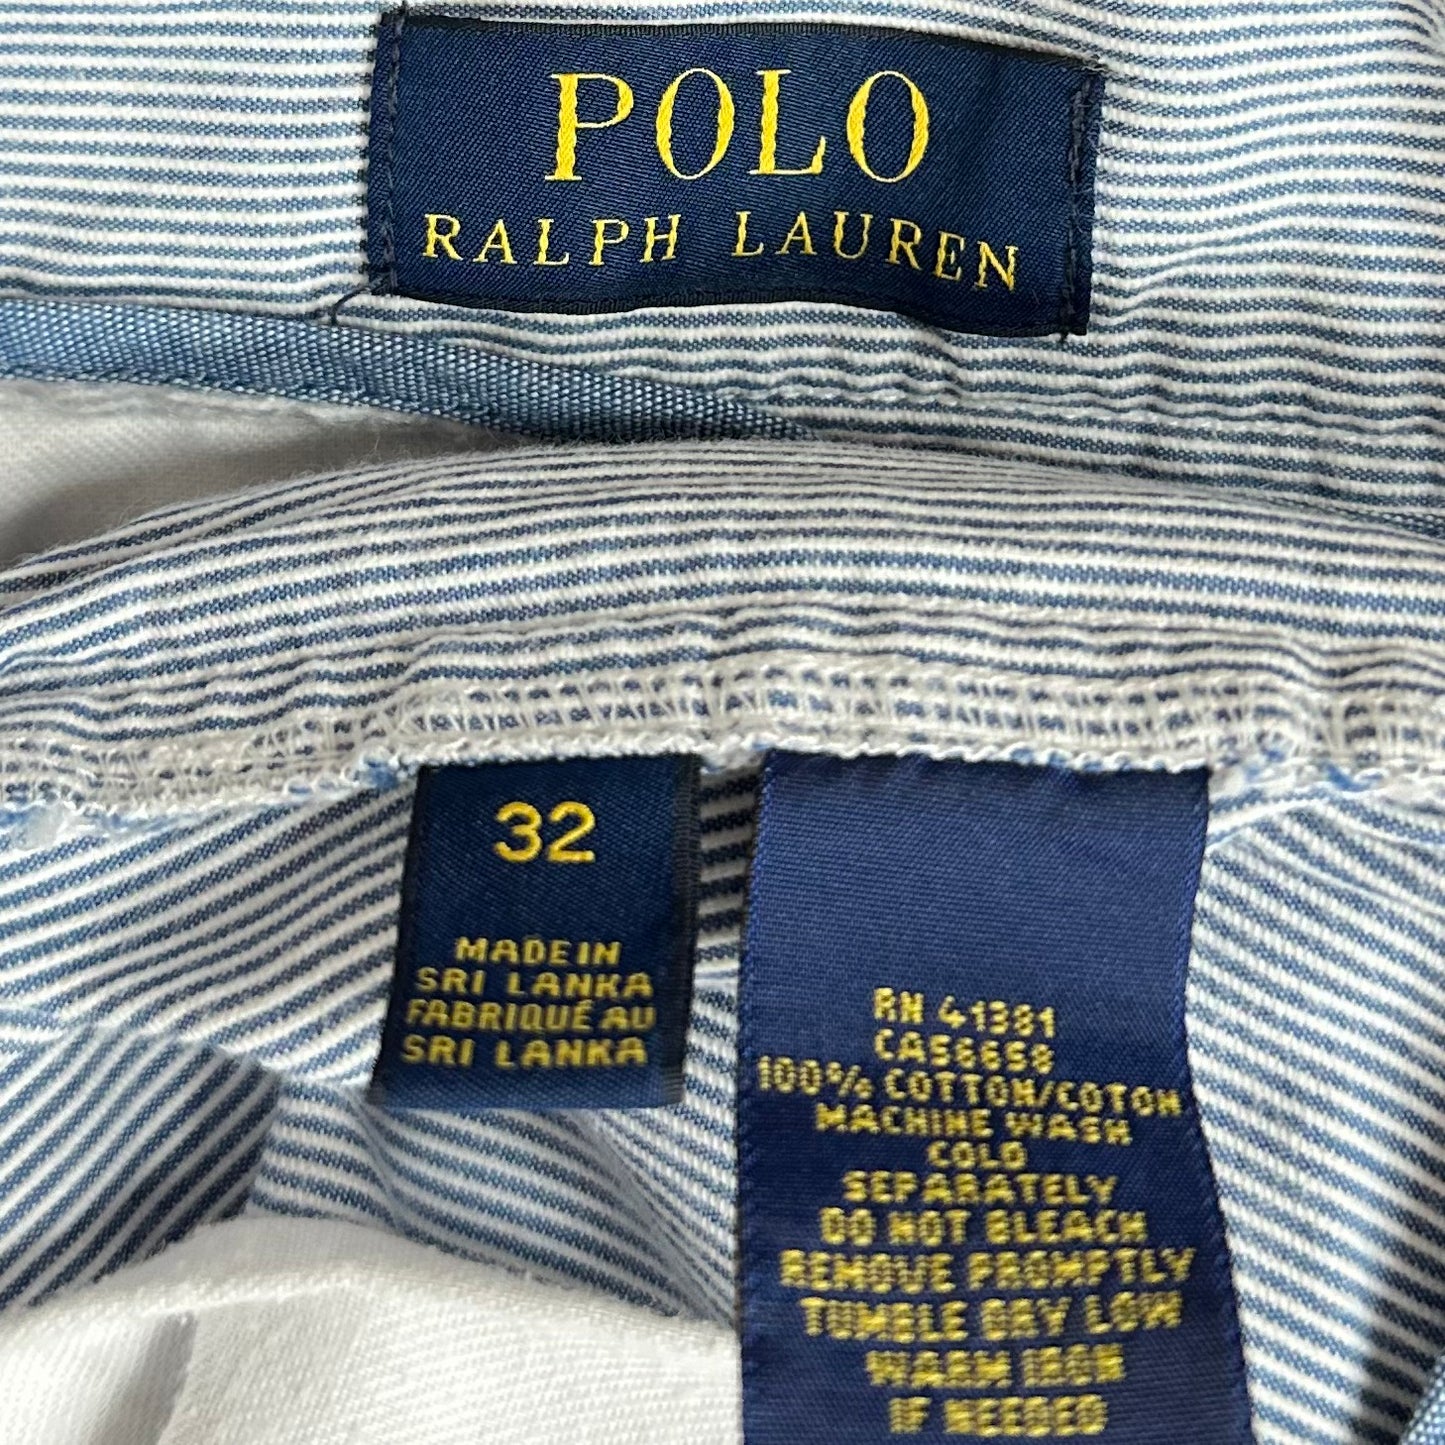 POLO
RALPH LAUREN
32
MADE IN
SRI LANKA
FABRIQUÉ AU
SRI LANKA
RN 41381
CA56658
100% COTTON/COTON
MACHINE WASH
COLD
SEPARATELY
DO NOT BLEACH
REMOVE PROMPTLY
TUMBLE DRY LOW
WARM IRON
IF NEEDED